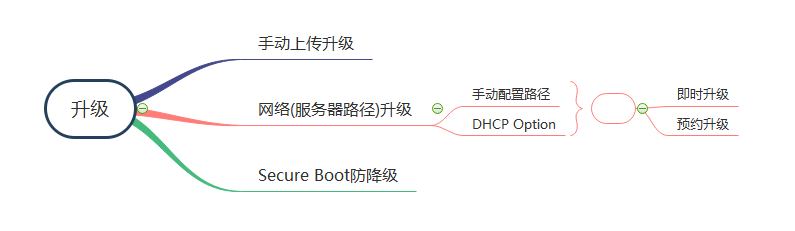 升级
手动上传升级
网络(服务器路径)升级
手动配置路径
DHCP Option
即时升级
预约升级
Secure Boot防降级